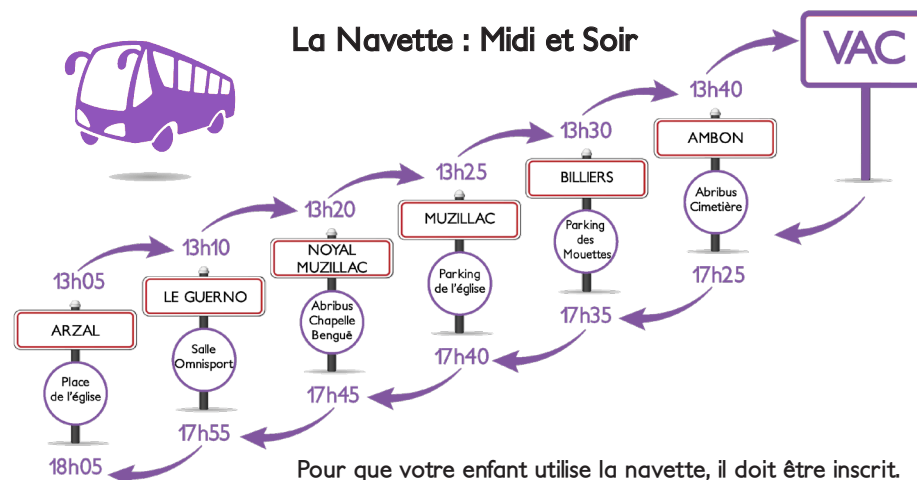 La Navette : Midi et Soir
VAC
13h40
AMBON
Abribus
Cimetière
17h25
13h30
BILLIERS
Parking
des
Mouettes
17h35
13h25
MUZILLAC
Parking
de l'église
17h40
13h20
NOYAL
MUZILLAC
Abribus
Chapelle
Benguë
17h45
13h10
LE GUERNO
Salle
Omnisport
17h55
13h05
ARZAL
Place
de l'église
18h05
Pour que votre enfant utilise la navette, il doit être inscrit.